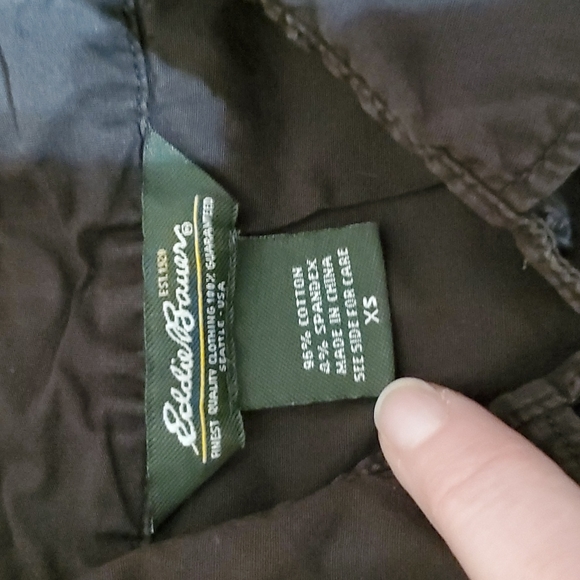 EST 1920
Eddie Bauer
FINEST QUALITY CLOTHING 100% GUARANTEED
SEATTLE USA
96% COTTON
4% SPANDEX
MADE IN CHINA
SEE SIDE FOR CARE
XS